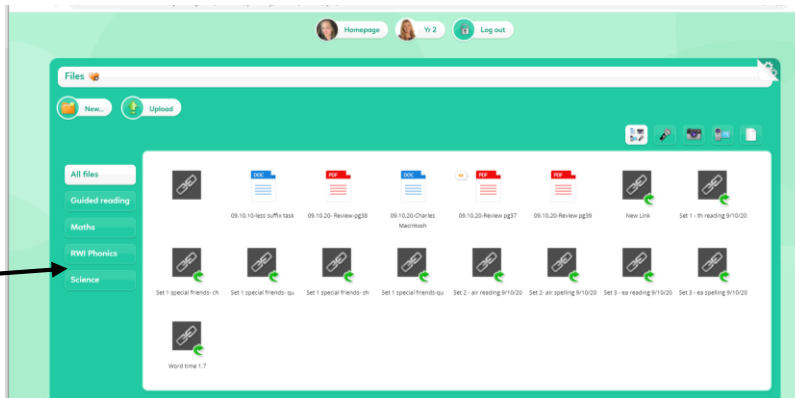 Homepage
Yr 2
Log out
Files
New...
Upload
All files
Guided reading
Maths
RWI Phonics
Science
DOC
PDF
DOC
PDF
PDF
09.10.10-less suffix task
09.10.20- Review-pg38
09.10.20-Charles
Macintosh
09.10.20-Review pg37
09.10.20-Review pg39
New Link
Set 1 - th reading 9/10/20
Set 1 special friends- ch
Set 1 special friends- qu
Set 1 special friends- sh
Set 1 special friends-qu
Set 2 - air reading 9/10/20
Set 2- air spelling 9/10/20
Set 3 - ea reading 9/10/20
Set 3 - ea spelling 9/10/20
Word time 1.7